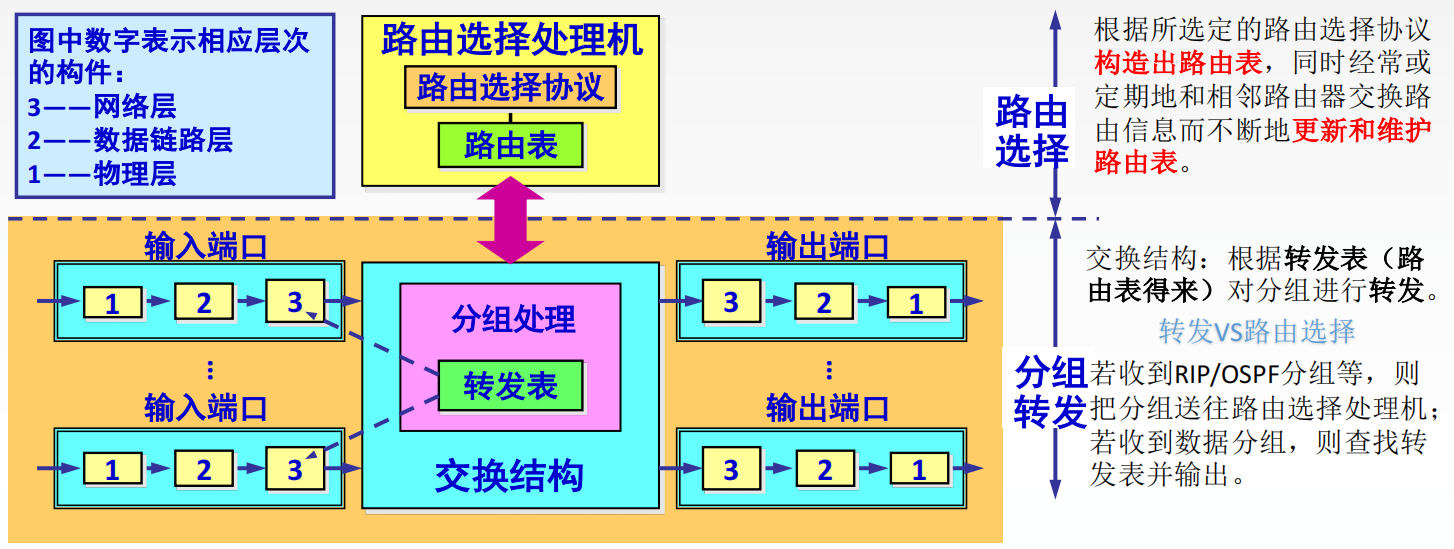 图中数字表示相应层次
的构件：
3——网络层
2——数据链路层
1——物理层
路由选择处理机
路由选择协议
路由表
路由
选择
根据所选定的路由选择协议
构造出路由表，同时经常或
定期地和相邻路由器交换路
由信息而不断地更新和维护
路由表。
输入端口
1 2 3
⋮
输入端口
1 2 3
分组处理
转发表
交换结构
输出端口
3 2 1
⋮
输出端口
3 2 1
分组
转发
交换结构：根据转发表（路
由表得来）对分组进行转发。
转发VS路由选择
若收到RIP/OSPF分组等，则
把分组送往路由选择处理机；
若收到数据分组，则查找转
发表并输出。